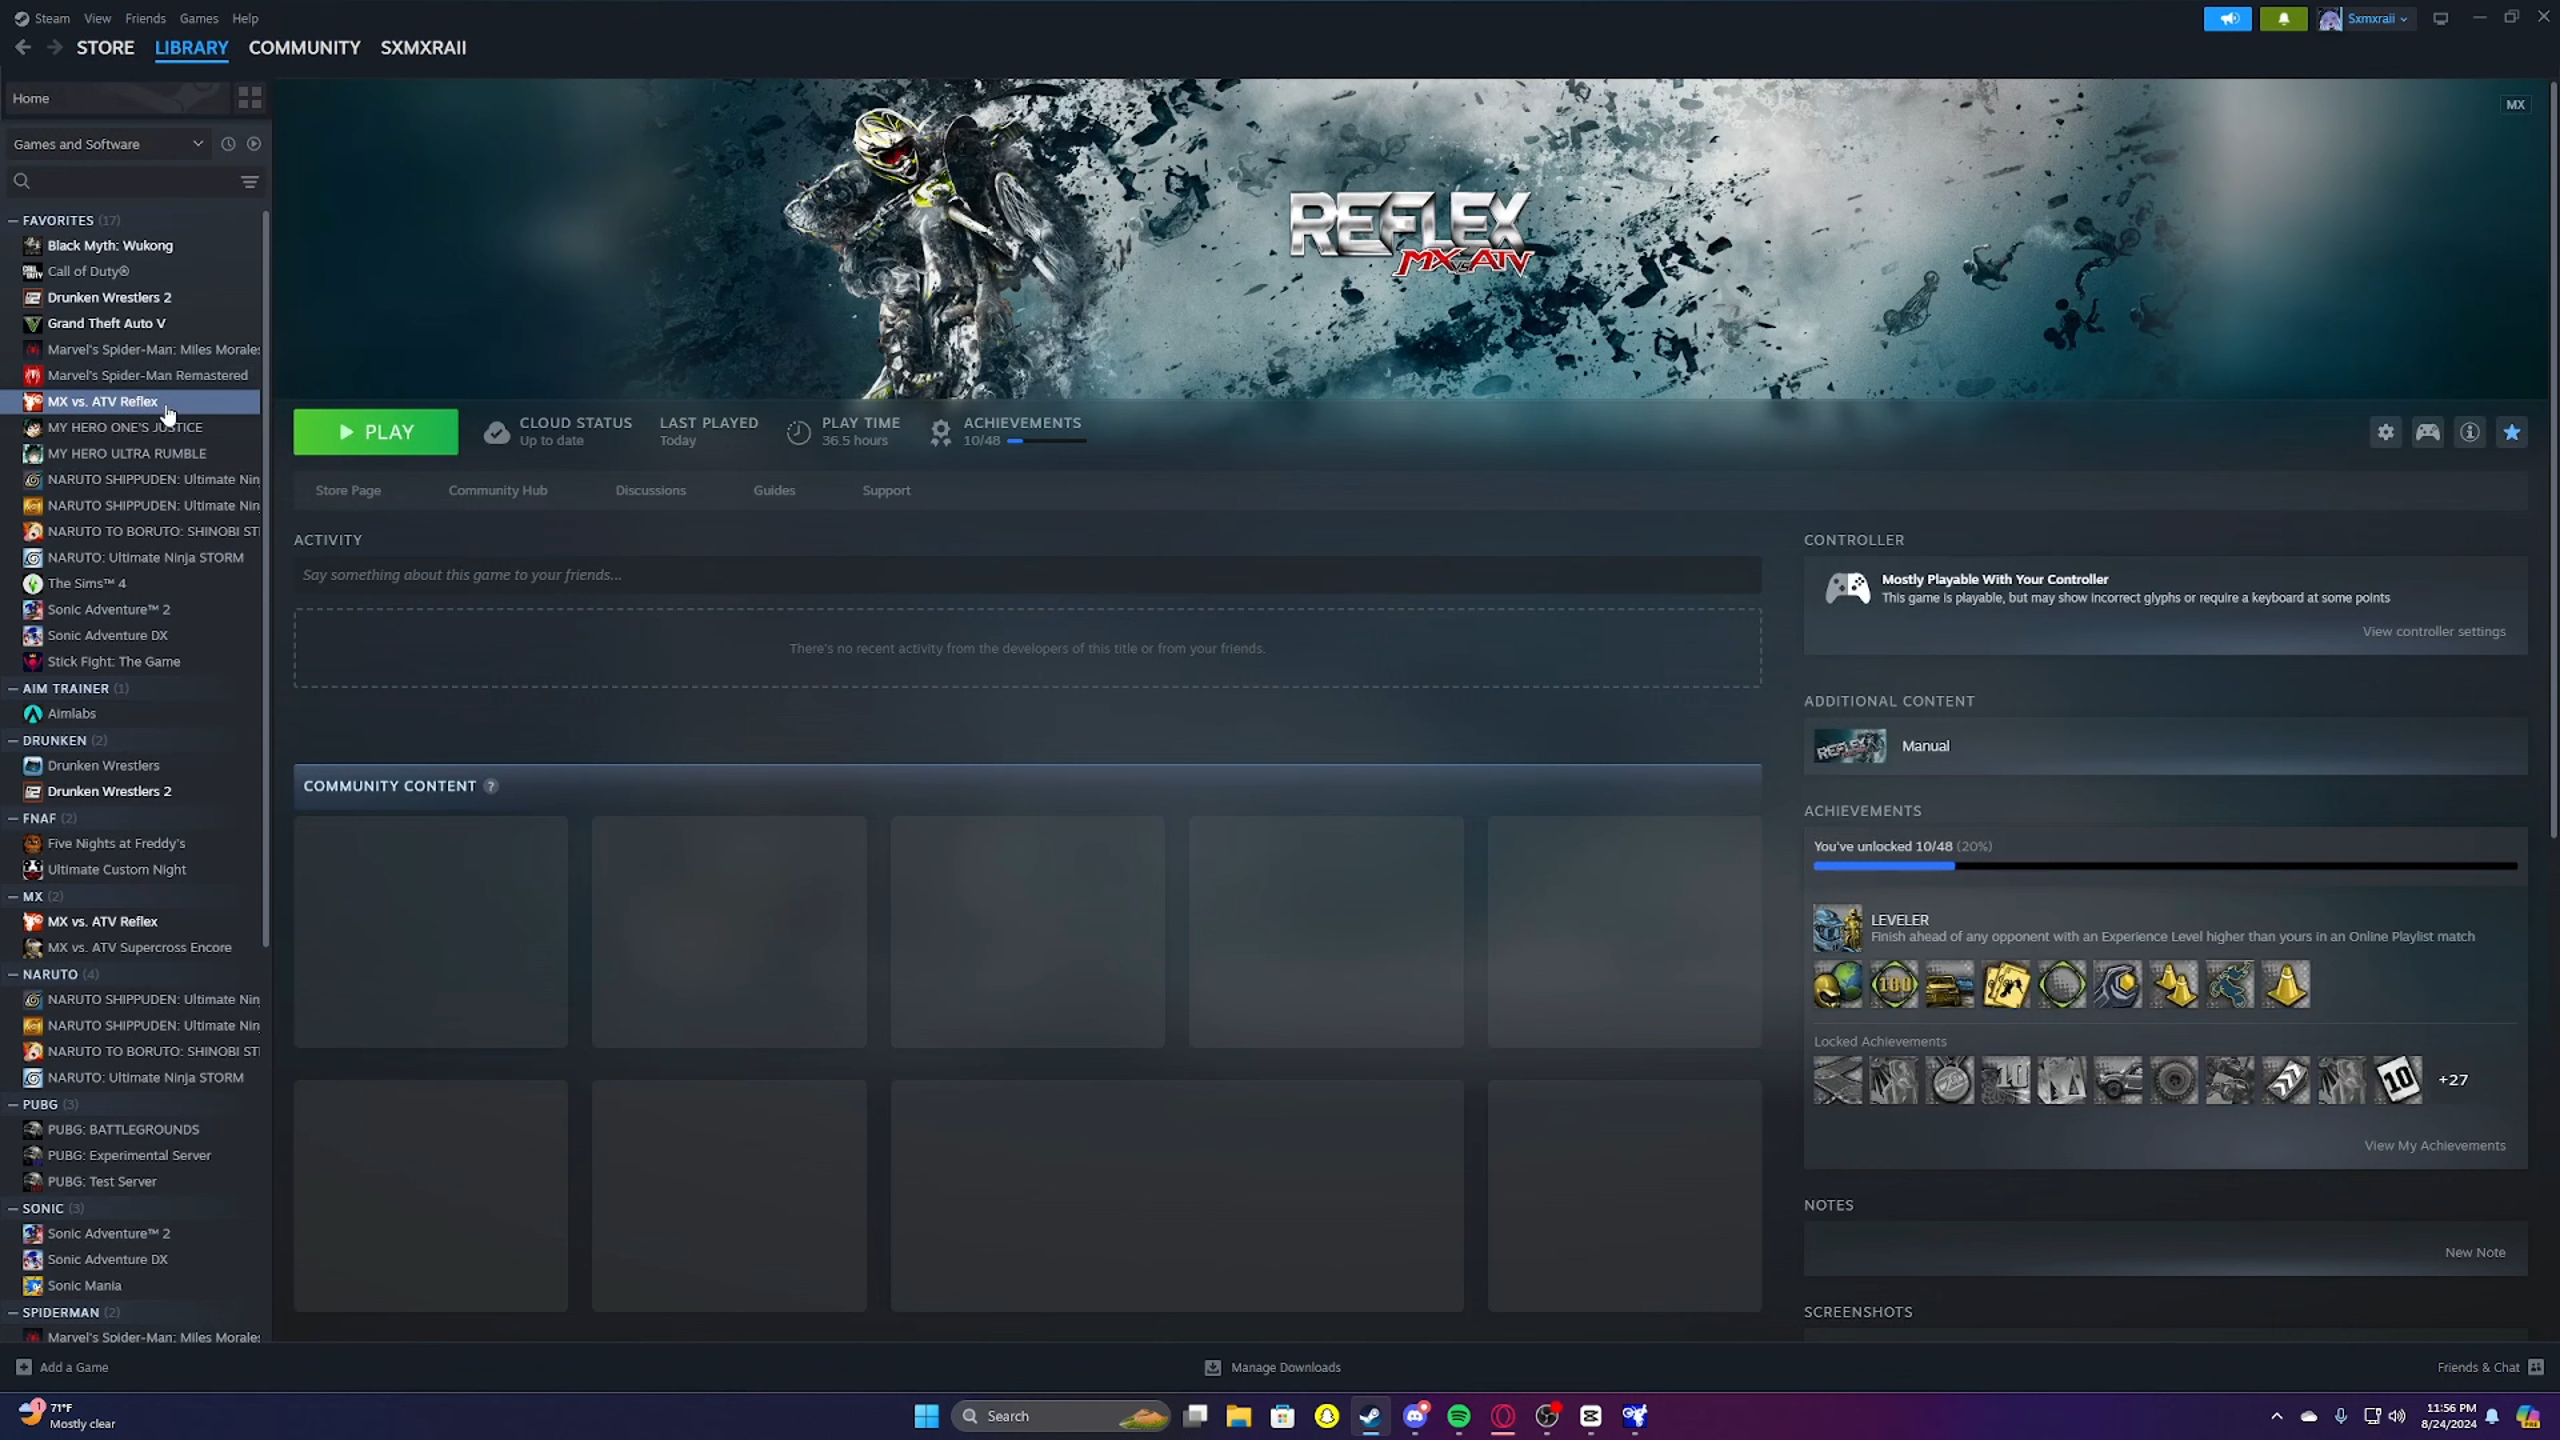 Steam View Friends Games Help
Sxmxraii
STORE LIBRARY COMMUNITY SXMXRAII
Home
Games and Software
FAVORITES (17)
Black Myth: Wukong
Call of Duty®
Drunken Wrestlers 2
Grand Theft Auto V
Marvel's Spider-Man: Miles Morales
Marvel's Spider-Man Remastered
MX vs. ATV Reflex
MY HERO ONE'S JUSTICE
MY HERO ULTRA RUMBLE
NARUTO SHIPPUDEN: Ultimate Nin
NARUTO SHIPPUDEN: Ultimate Nin
NARUTO TO BORUTO: SHINOBI ST
NARUTO: Ultimate Ninja STORM
The Sims™ 4
Sonic Adventure™ 2
Sonic Adventure DX
Stick Fight: The Game
AIM TRAINER (1)
Aimlabs
DRUNKEN (2)
Drunken Wrestlers
Drunken Wrestlers 2
FNAF (2)
Five Nights at Freddy's
Ultimate Custom Night
MX (2)
MX vs. ATV Reflex
MX vs. ATV Supercross Encore
NARUTO (4)
NARUTO SHIPPUDEN: Ultimate Nin
NARUTO SHIPPUDEN: Ultimate Nin
NARUTO TO BORUTO: SHINOBI ST
NARUTO: Ultimate Ninja STORM
PUBG (3)
PUBG: BATTLEGROUNDS
PUBG: Experimental Server
PUBG: Test Server
SONIC (3)
Sonic Adventure™ 2
Sonic Adventure DX
Sonic Mania
SPIDERMAN (2)
Marvel's Spider-Man: Miles Morales
MX
REFLEX
MX vs ATV
PLAY
CLOUD STATUS
Up to date
LAST PLAYED
Today
PLAY TIME
36.5 hours
ACHIEVEMENTS
10/48
Store Page Community Hub Discussions Guides Support
ACTIVITY
Say something about this game to your friends...
There's no recent activity from the developers of this title or from your friends.
COMMUNITY CONTENT ?
CONTROLLER
Mostly Playable With Your Controller
This game is playable, but may show incorrect glyphs or require a keyboard at some points
View controller settings
ADDITIONAL CONTENT
REFLEX
Manual
ACHIEVEMENTS
You've unlocked 10/48 (20%)
LEVELER
Finish ahead of any opponent with an Experience Level higher than yours in an Online Playlist match
100
Locked Achievements
10
10
+27
View My Achievements
NOTES
New Note
SCREENSHOTS
Add a Game
Manage Downloads
Friends & Chat
1
71°F
Mostly clear
Search
11:56 PM
8/24/2024